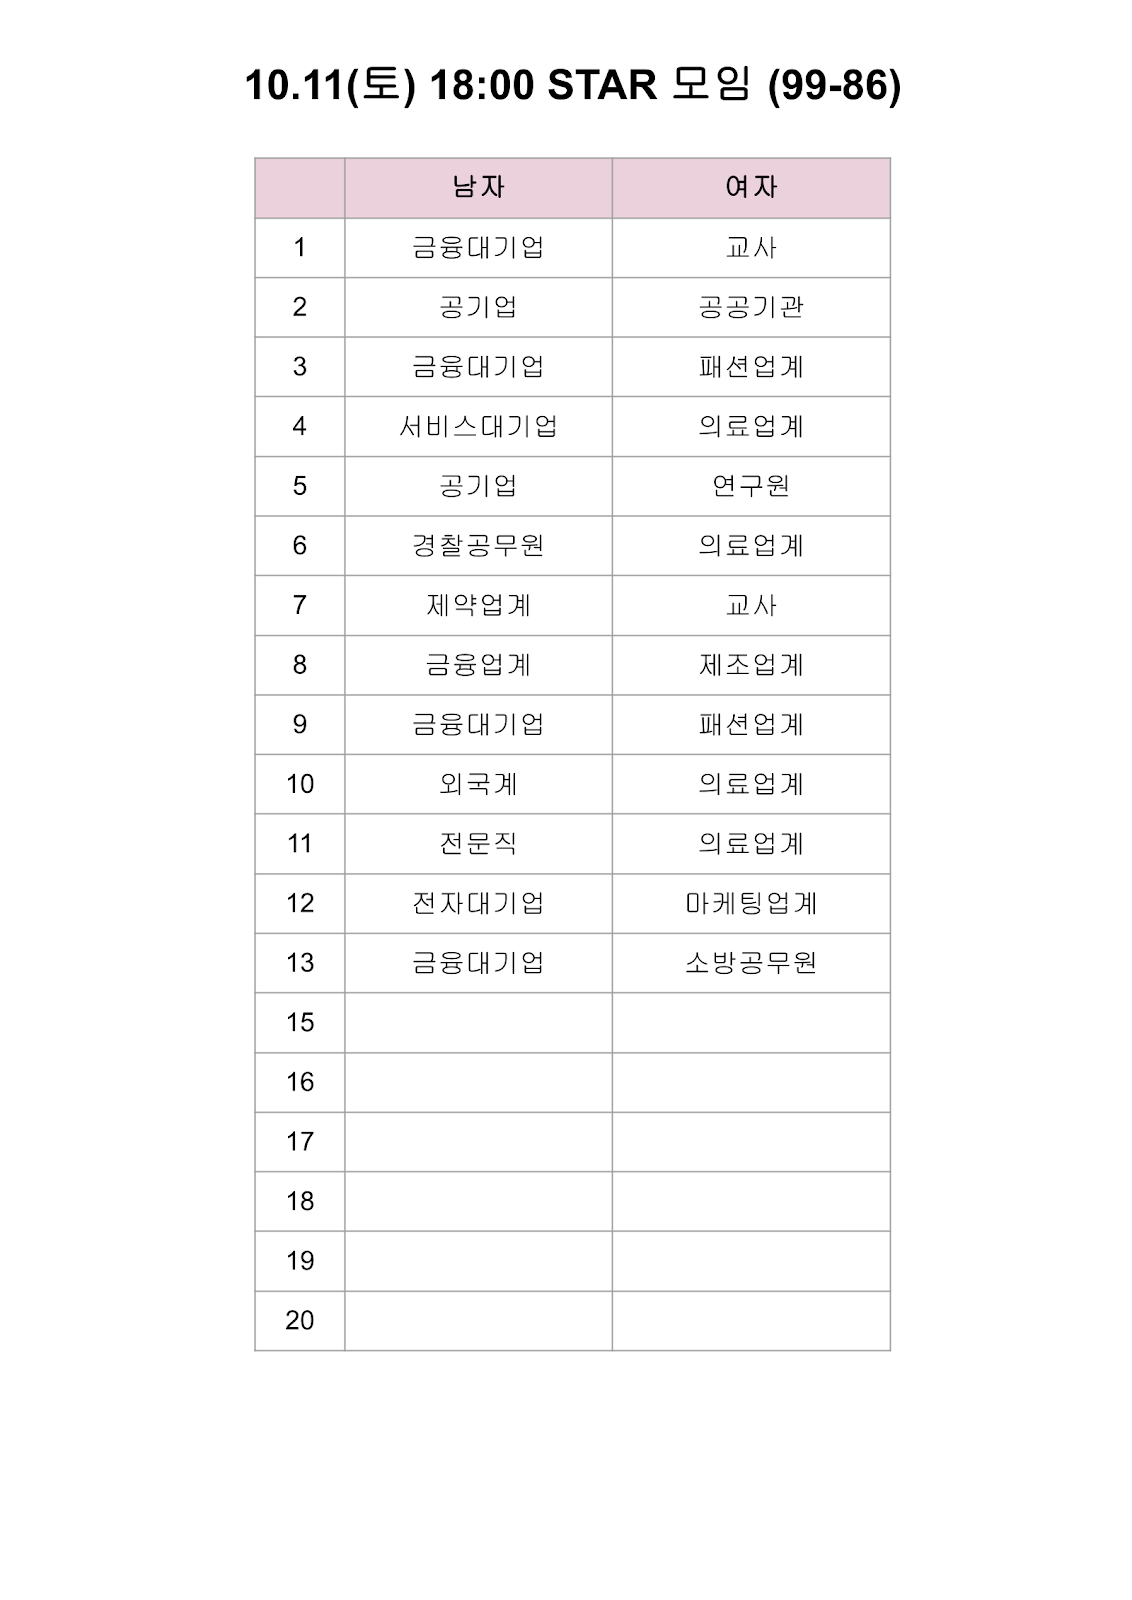 10.11(토) 18:00 STAR 모임 (99-86)
남자 여자
1 금융대기업 교사
2 공기업 공공기관
3 금융대기업 패션업계
4 서비스대기업 의료업계
5 공기업 연구원
6 경찰공무원 의료업계
7 제약업계 교사
8 금융업계 제조업계
9 금융대기업 패션업계
10 외국계 의료업계
11 전문직 의료업계
12 전자대기업 마케팅업계
13 금융대기업 소방공무원
15
16
17
18
19
20